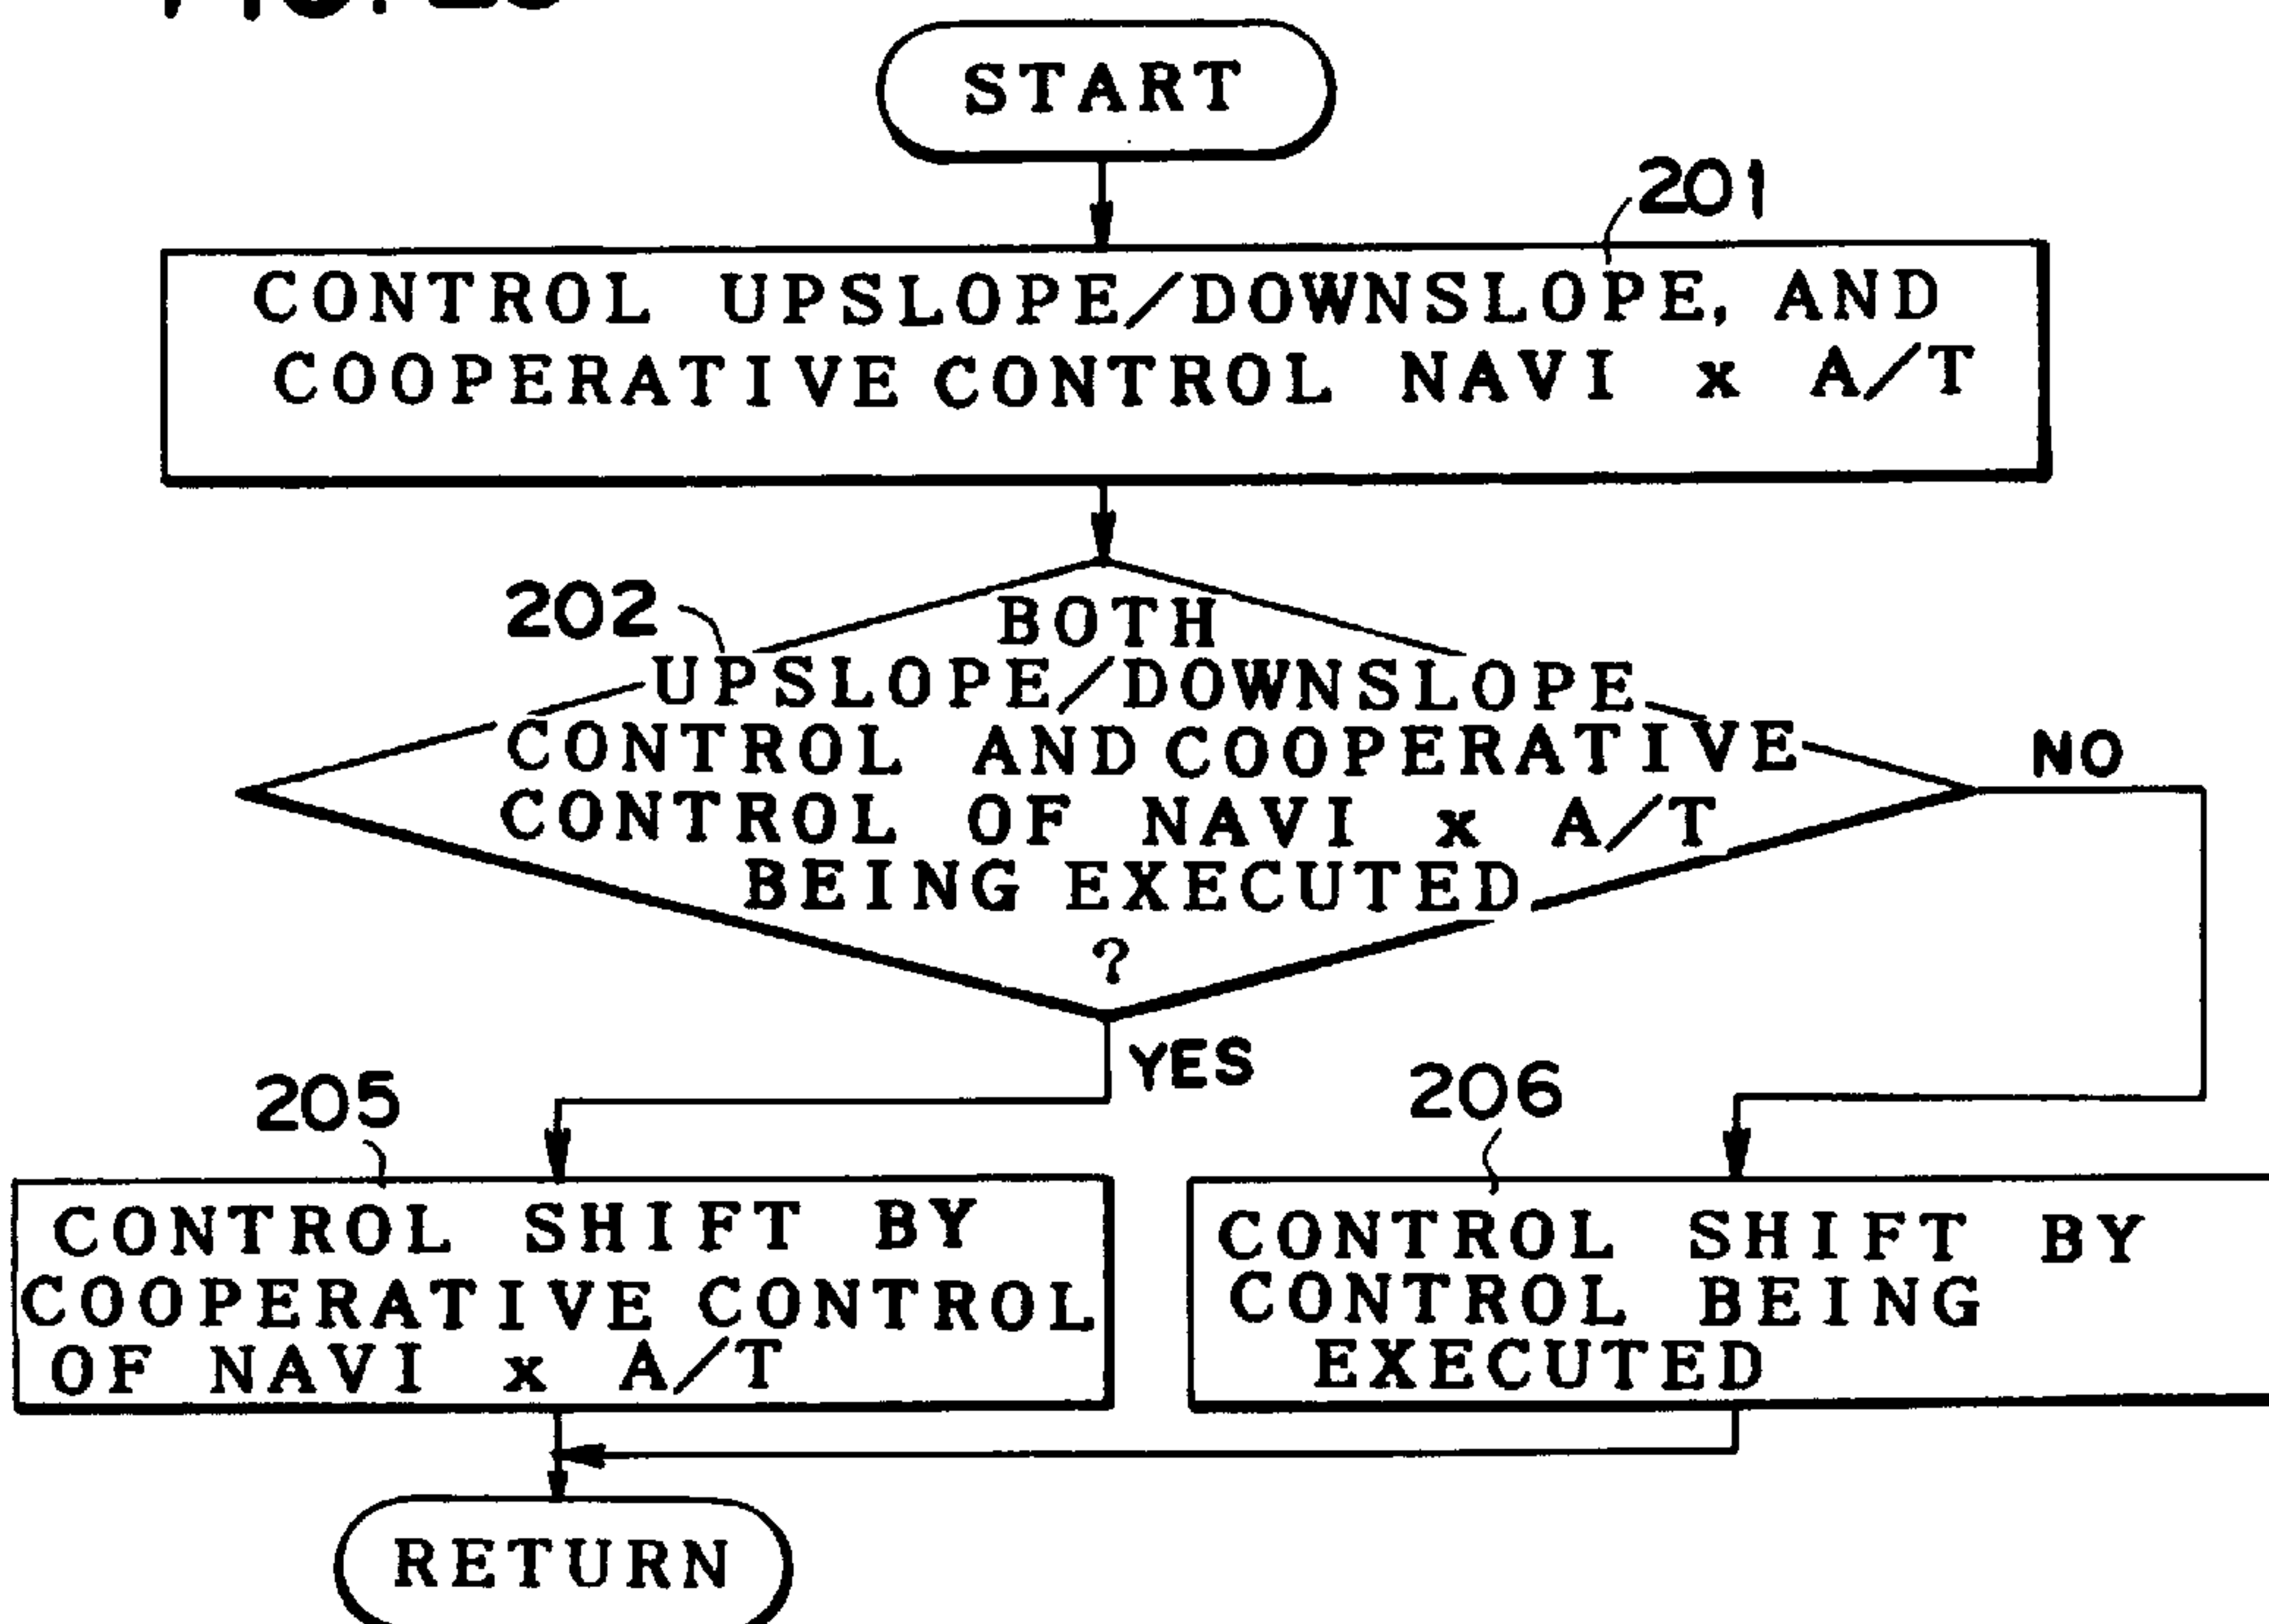 START
201
CONTROL UPSLOPE/DOWNSLOPE, AND
COOPERATIVE CONTROL NAVI x A/T
202
BOTH
UPSLOPE/DOWNSLOPE
CONTROL AND COOPERATIVE
CONTROL OF NAVI x A/T
BEING EXECUTED
?
NO
YES
205
CONTROL SHIFT BY
COOPERATIVE CONTROL
OF NAVI x A/T
206
CONTROL SHIFT BY
CONTROL BEING
EXECUTED
RETURN